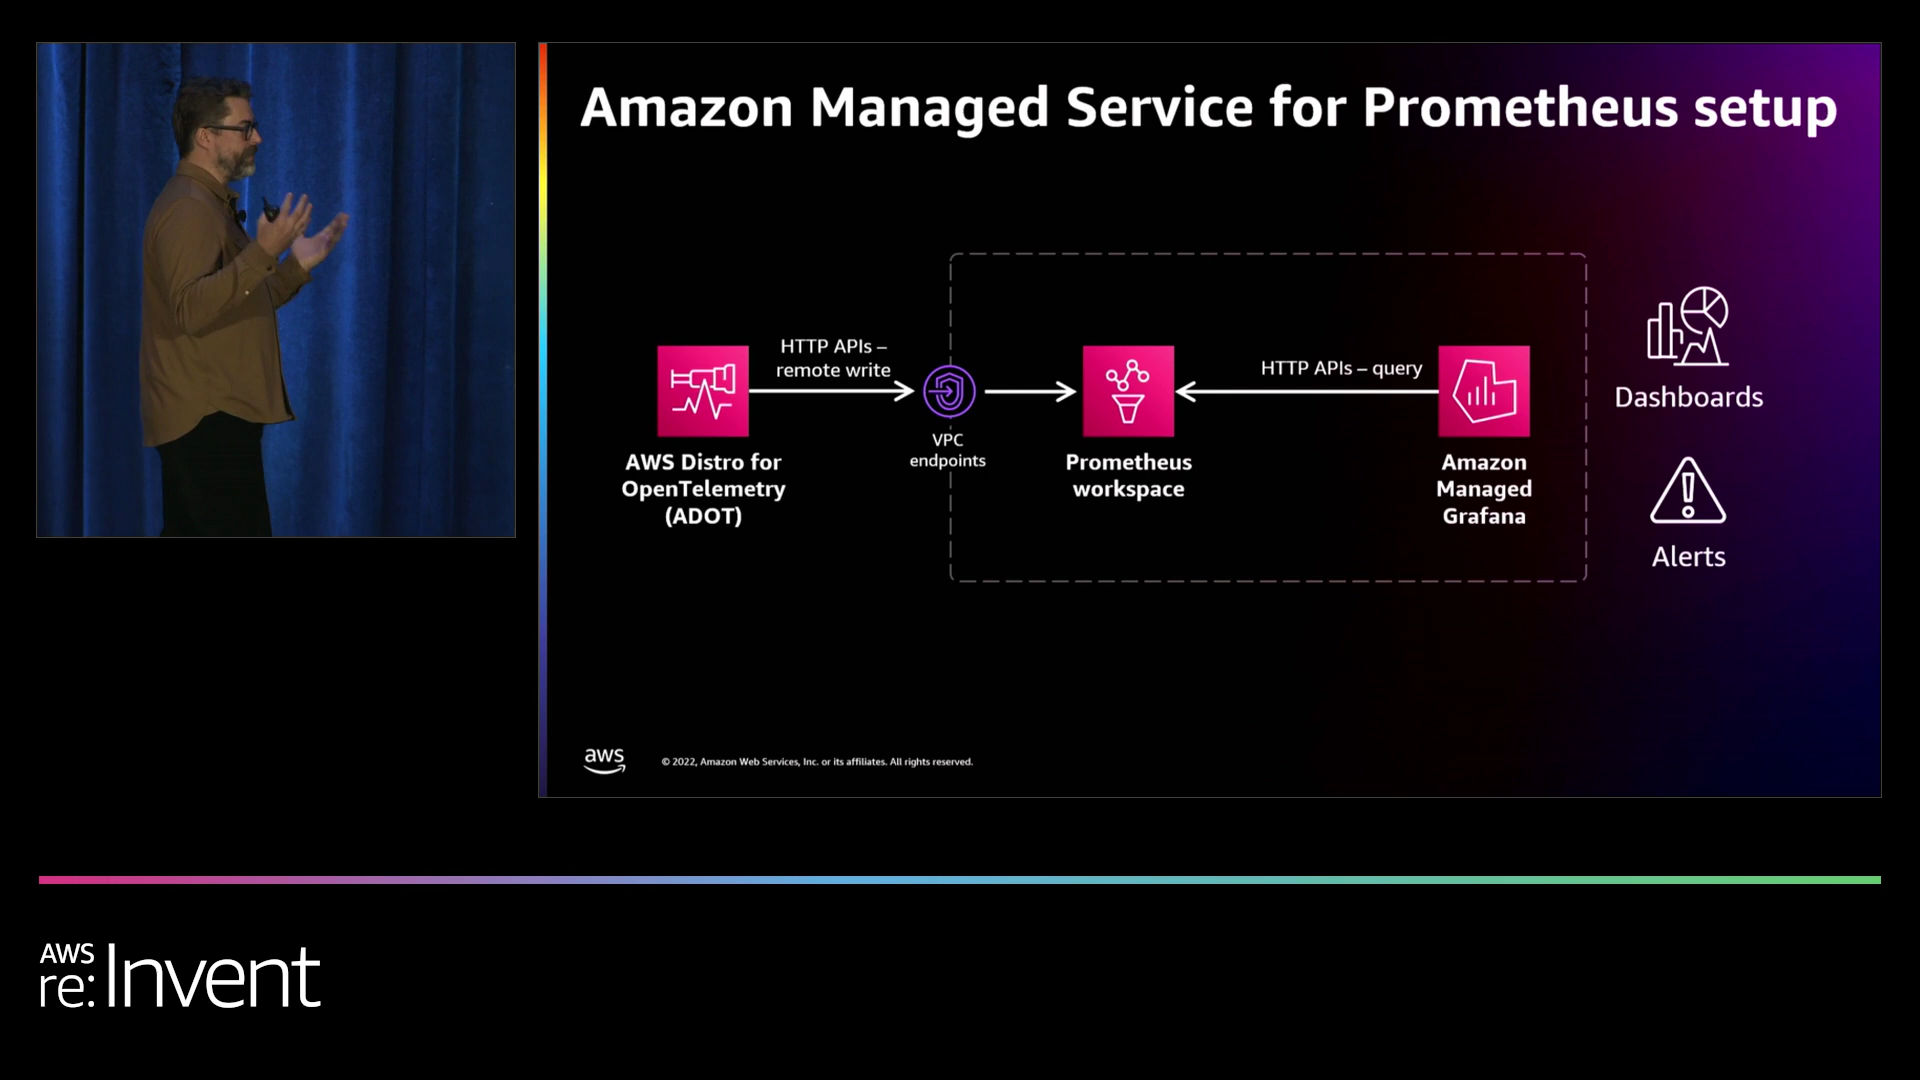 Amazon Managed Service for Prometheus setup
HTTP APIs –
remote write
HTTP APIs – query
Dashboards
VPC
endpoints
AWS Distro for
OpenTelemetry
(ADOT)
Prometheus
workspace
Amazon
Managed
Grafana
Alerts
aws
© 2022, Amazon Web Services, Inc. or its affiliates. All rights reserved.
AWS
re:Invent